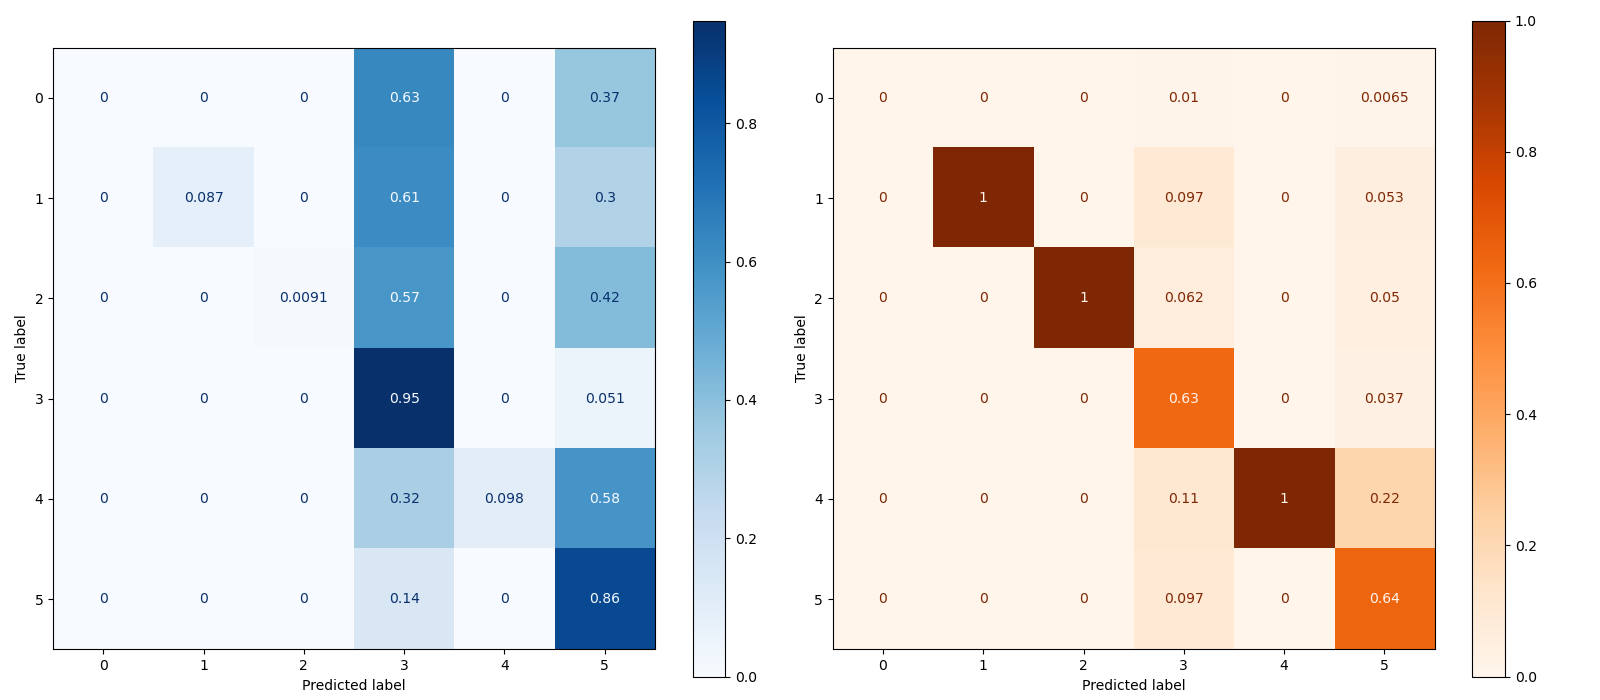 0 0 0 0 0.63 0 0.37
1 0 0.087 0 0.61 0 0.3
2 0 0 0.0091 0.57 0 0.42
3 0 0 0 0.95 0 0.051
4 0 0 0 0.32 0.098 0.58
5 0 0 0 0.14 0 0.86
0 1 2 3 4 5
True label
Predicted label
0.8
0.6
0.4
0.2
0.0
0 0 0 0 0.01 0 0.0065
1 0 1 0 0.097 0 0.053
2 0 0 1 0.062 0 0.05
3 0 0 0 0.63 0 0.037
4 0 0 0 0.11 1 0.22
5 0 0 0 0.097 0 0.64
0 1 2 3 4 5
True label
Predicted label
1.0
0.8
0.6
0.4
0.2
0.0